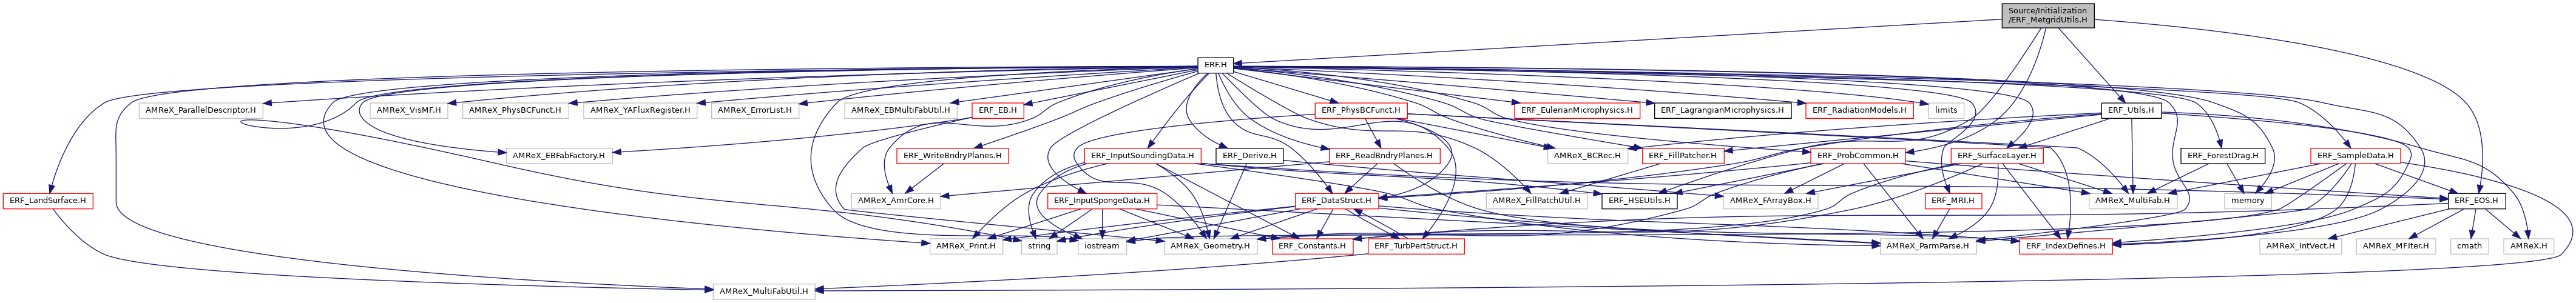 Source/Initialization
/ERF_MetgridUtils.H
ERF.H
AMReX_ParallelDescriptor.H
AMReX_VisMF.H
AMReX_PhysBCFunct.H
AMReX_YAFluxRegister.H
AMReX_ErrorList.H
AMReX_EBMultiFabUtil.H
ERF_EB.H
ERF_PhysBCFunct.H
ERF_EulerianMicrophysics.H
ERF_LagrangianMicrophysics.H
ERF_RadiationModels.H
limits
ERF_Utils.H
AMReX_EBFabFactory.H
ERF_WriteBndryPlanes.H
ERF_InputSoundingData.H
ERF_Derive.H
ERF_ReadBndryPlanes.H
AMReX_BCRec.H
ERF_FillPatcher.H
ERF_ProbCommon.H
ERF_SurfaceLayer.H
ERF_ForestDrag.H
ERF_SampleData.H
ERF_LandSurface.H
AMReX_AmrCore.H
ERF_InputSpongeData.H
ERF_DataStruct.H
AMReX_FillPatchUtil.H
ERF_HSEUtils.H
AMReX_FArrayBox.H
ERF_MRI.H
AMReX_MultiFab.H
memory
ERF_EOS.H
AMReX_Print.H
string
iostream
AMReX_Geometry.H
ERF_Constants.H
ERF_TurbPertStruct.H
AMReX_ParmParse.H
ERF_IndexDefines.H
AMReX_IntVect.H
AMReX_MFIter.H
cmath
AMReX.H
AMReX_MultiFabUtil.H